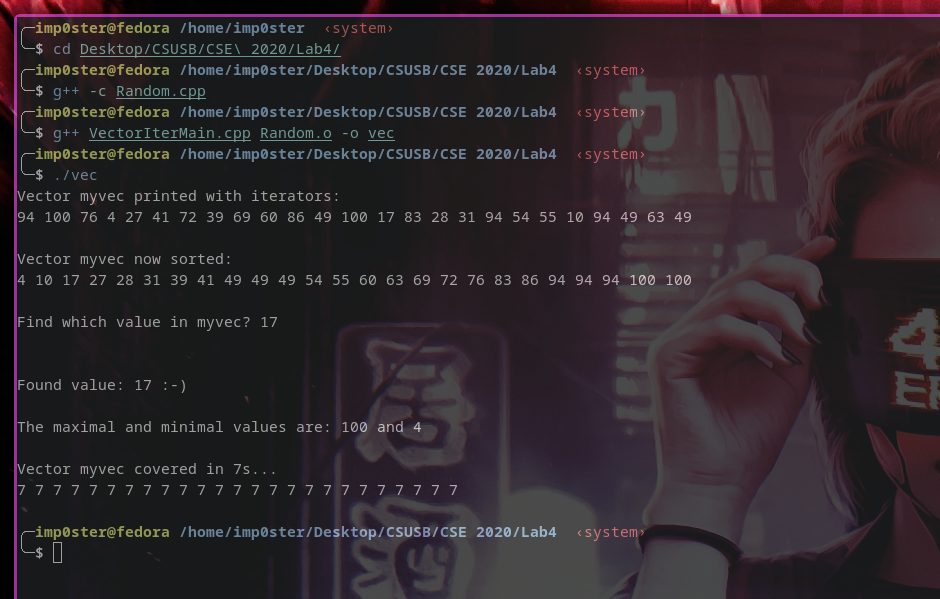 imp0ster@fedora /home/imp0ster ‹system›
$ cd Desktop/CSUSB/CSE\ 2020/Lab4/
imp0ster@fedora /home/imp0ster/Desktop/CSUSB/CSE 2020/Lab4 ‹system›
$ g++ -c Random.cpp
imp0ster@fedora /home/imp0ster/Desktop/CSUSB/CSE 2020/Lab4 ‹system›
$ g++ VectorIterMain.cpp Random.o -o vec
imp0ster@fedora /home/imp0ster/Desktop/CSUSB/CSE 2020/Lab4 ‹system›
$ ./vec
Vector myvec printed with iterators:
94 100 76 4 27 41 72 39 69 60 86 49 100 17 83 28 31 94 54 55 10 94 49 63 49
Vector myvec now sorted:
4 10 17 27 28 31 39 41 49 49 49 54 55 60 63 69 72 76 83 86 94 94 94 100 100
Find which value in myvec? 17
Found value: 17 :-)
The maximal and minimal values are: 100 and 4
Vector myvec covered in 7s...
7 7 7 7 7 7 7 7 7 7 7 7 7 7 7 7 7 7 7 7 7 7 7 7 7
imp0ster@fedora /home/imp0ster/Desktop/CSUSB/CSE 2020/Lab4 ‹system›
$